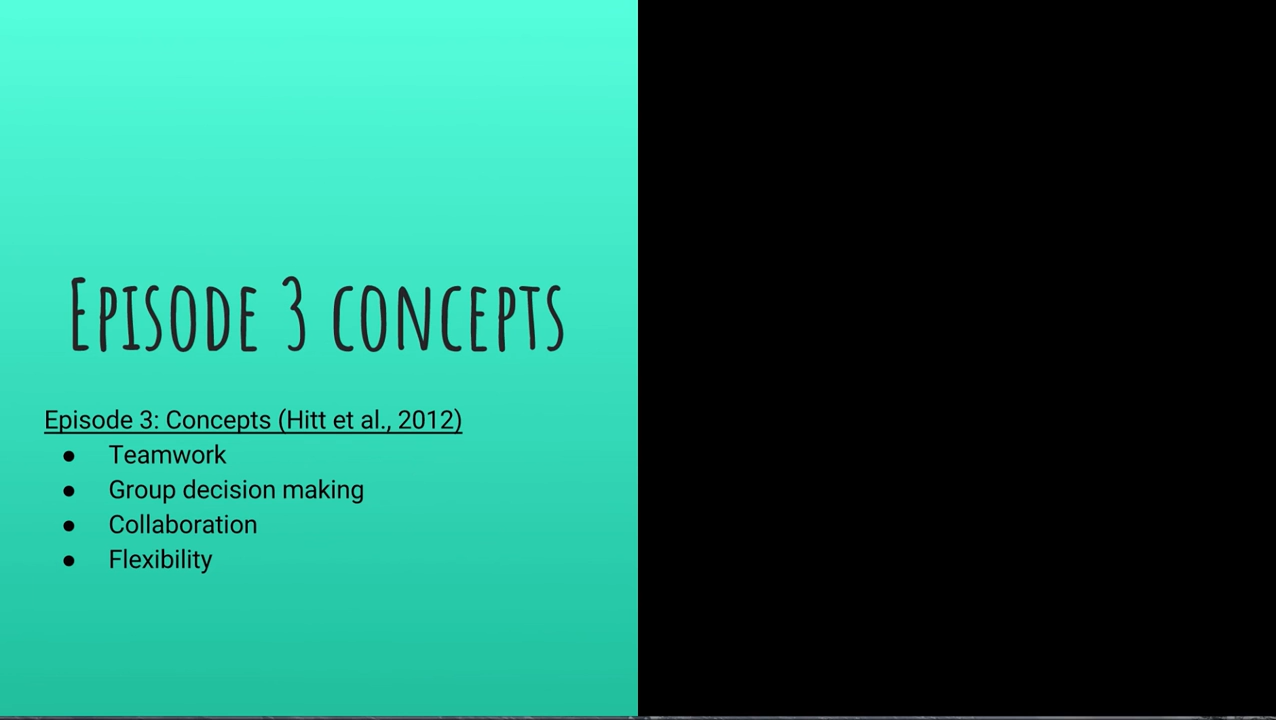 Episode 3 concepts
Episode 3: Concepts (Hitt et al., 2012)
● Teamwork
● Group decision making
● Collaboration
● Flexibility